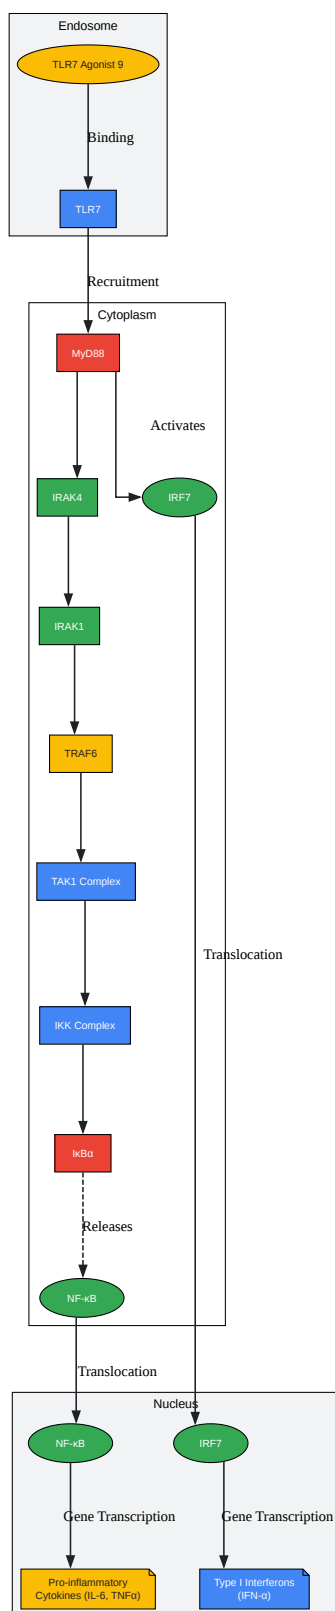 Endosome
TLR7 Agonist 9
Binding
TLR7
Recruitment
Cytoplasm
MyD88
Activates
IRAK4
IRF7
IRAK1
TRAF6
TAK1 Complex
Translocation
IKK Complex
IκBα
Releases
NF-κB
Translocation
Nucleus
NF-κB
IRF7
Gene Transcription
Gene Transcription
Pro-inflammatory
Cytokines (IL-6, TNFα)
Type I Interferons
(IFN-α)